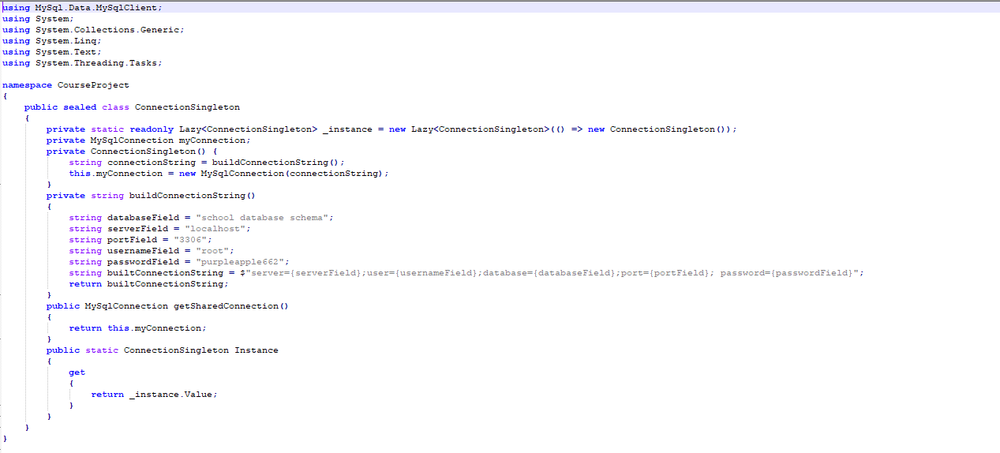 using MySql.Data.MySqlClient;
using System;
using System.Collections.Generic;
using System.Linq;
using System.Text;
using System.Threading.Tasks;

namespace CourseProject
{
    public sealed class ConnectionSingleton
    {
        private static readonly Lazy<ConnectionSingleton> _instance = new Lazy<ConnectionSingleton>(() => new ConnectionSingleton());
        private MySqlConnection myConnection;
        private ConnectionSingleton() {
            string connectionString = buildConnectionString();
            this.myConnection = new MySqlConnection(connectionString);
        }
        private string buildConnectionString()
        {
            string databaseField = "school database schema";
            string serverField = "localhost";
            string portField = "3306";
            string usernameField = "root";
            string passwordField = "purpleapple662";
            string builtConnectionString = $"server={serverField};user={usernameField};database={databaseField};port={portField}; password={passwordField}";
            return builtConnectionString;
        }
        public MySqlConnection getSharedConnection()
        {
            return this.myConnection;
        }
        public static ConnectionSingleton Instance
        {
            get
            {
                return _instance.Value;
            }
        }
    }
}